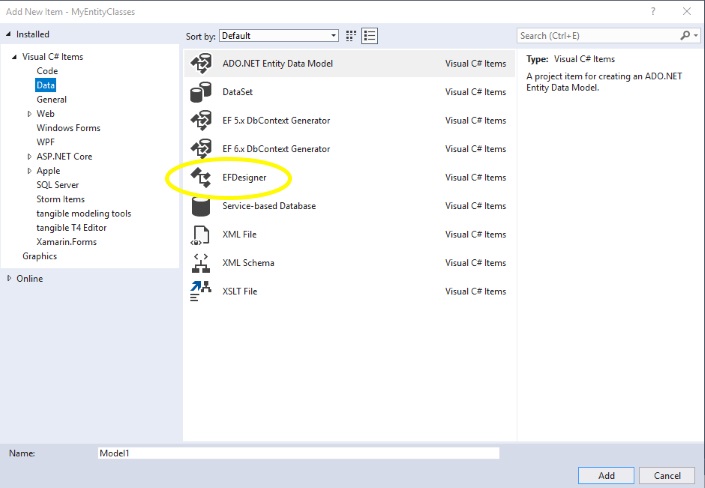 Add New Item - MyEntityClasses
?
Installed
Sort by: Default
Search (Ctrl+E)
Visual C# Items
Code
Data
General
Web
Windows Forms
WPF
ASP.NET Core
Apple
SQL Server
Storm Items
tangible modeling tools
tangible T4 Editor
Xamarin.Forms
Graphics
Online
ADO.NET Entity Data Model Visual C# Items
DataSet Visual C# Items
EF 5.x DbContext Generator Visual C# Items
EF 6.x DbContext Generator Visual C# Items
EFDesigner Visual C# Items
Service-based Database Visual C# Items
XML File Visual C# Items
XML Schema Visual C# Items
XSLT File Visual C# Items
Type: Visual C# Items
A project item for creating an ADO.NET
Entity Data Model.
Name: Model1
Add Cancel